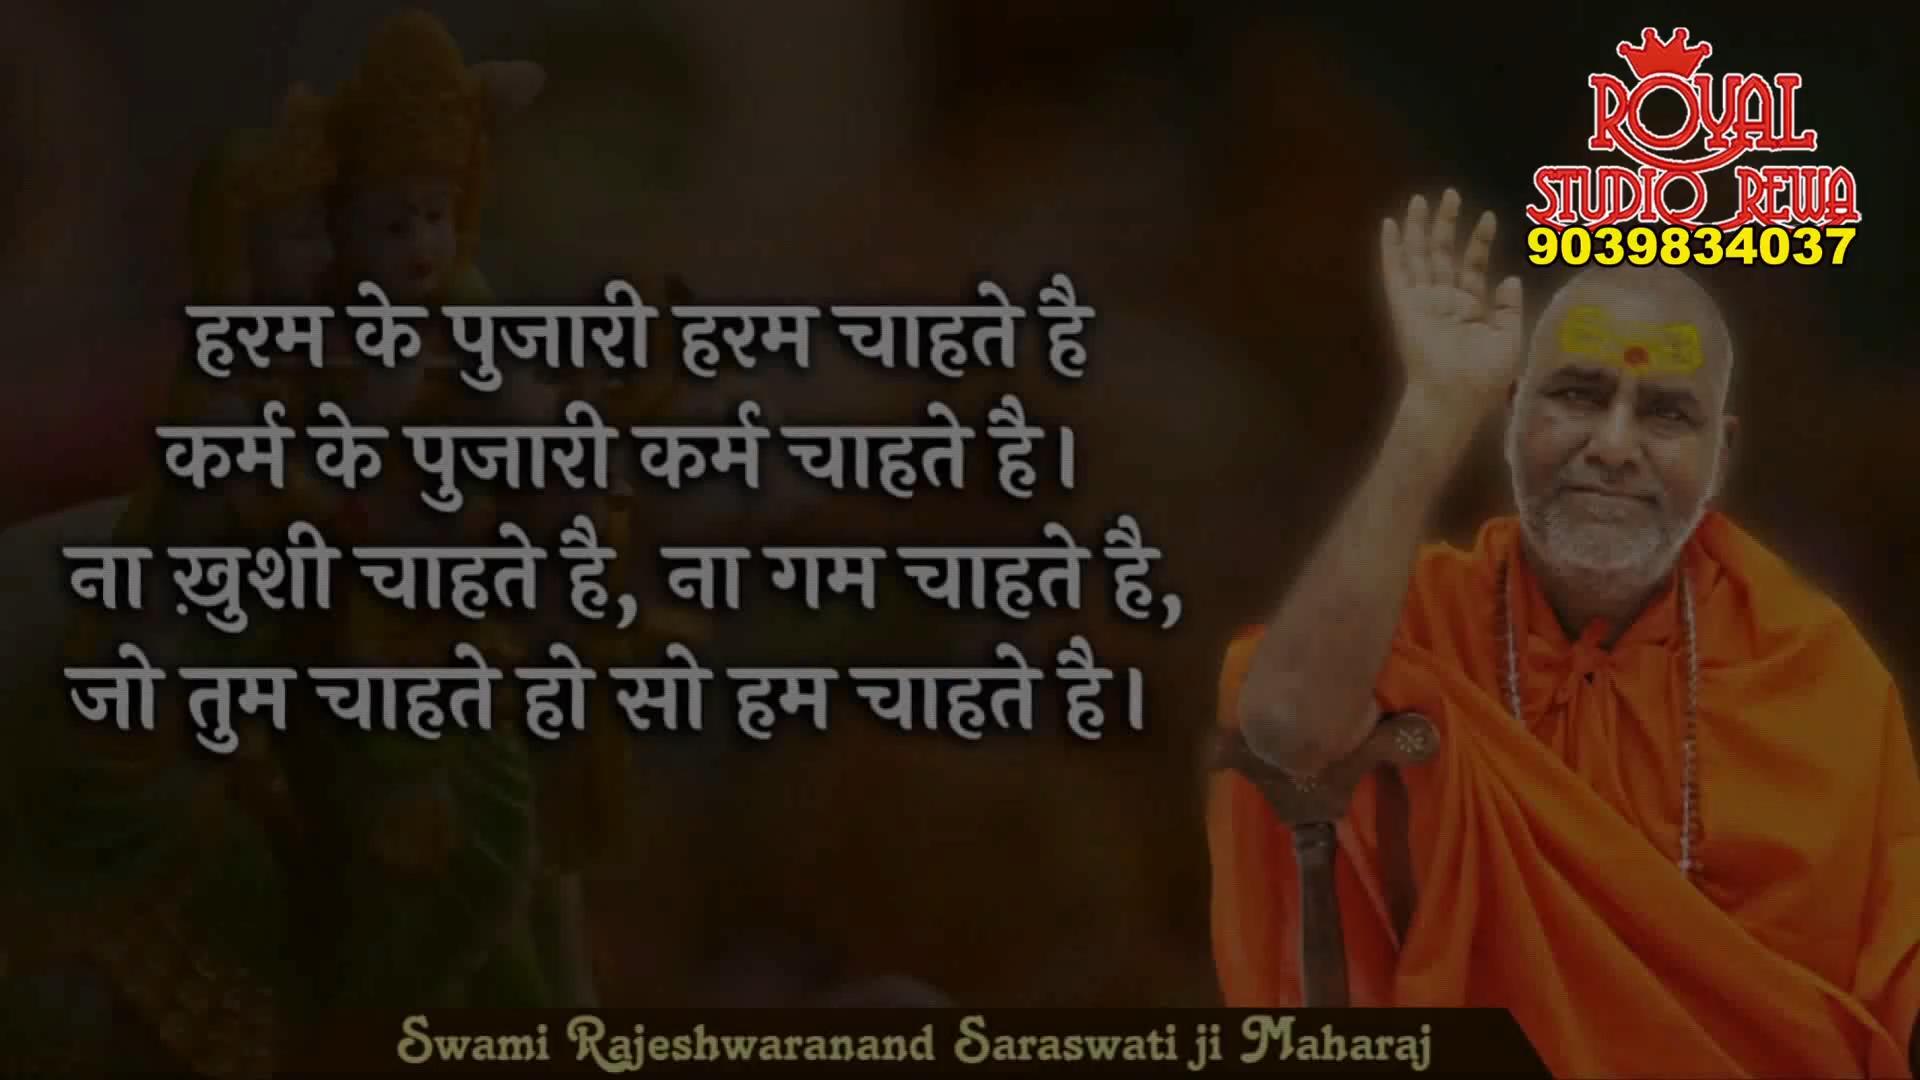 ROYAL
STUDIO REWA
9039834037
हरम के पुजारी हरम चाहते है
कर्म के पुजारी कर्म चाहते है।
ना ख़ुशी चाहते है, ना गम चाहते है,
जो तुम चाहते हो सो हम चाहते है।
Swami Rajeshwaranand Saraswati ji Maharaj